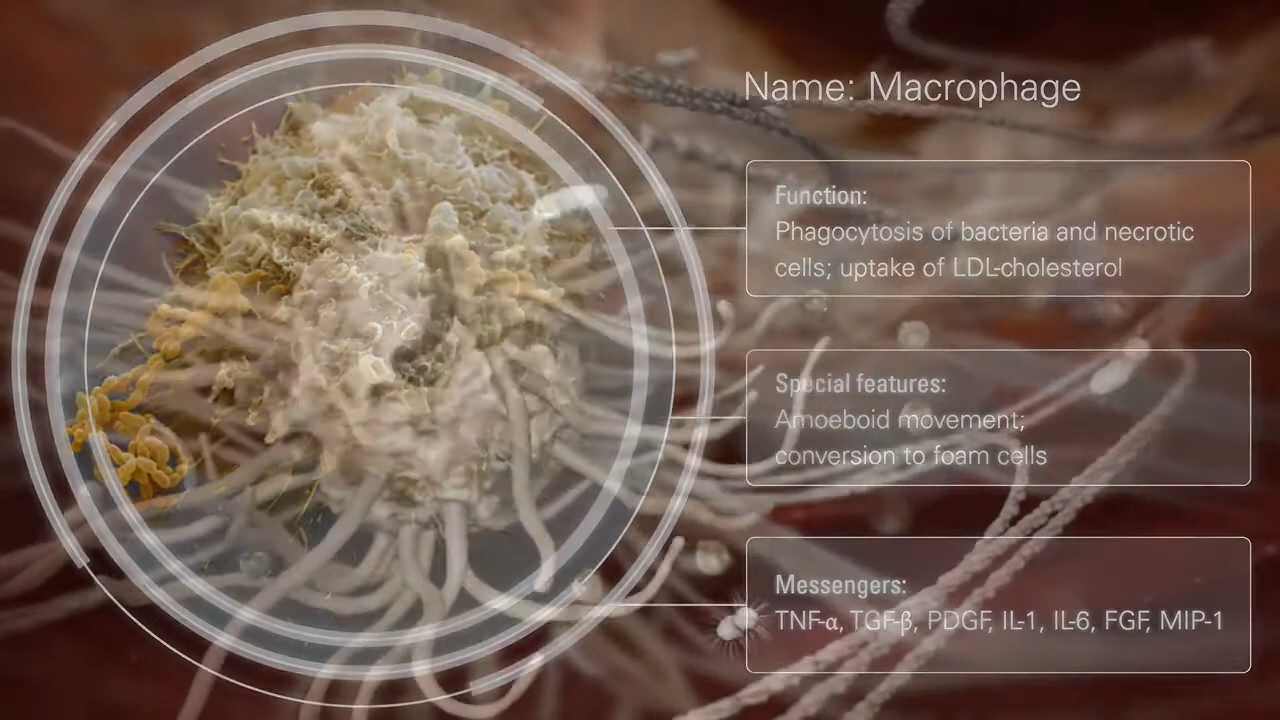 Name: Macrophage
Function:
Phagocytosis of bacteria and necrotic
cells; uptake of LDL-cholesterol
Special features:
Amoeboid movement;
conversion to foam cells
Messengers:
TNF-α, TGF-β, PDGF, IL-1, IL-6, FGF, MIP-1